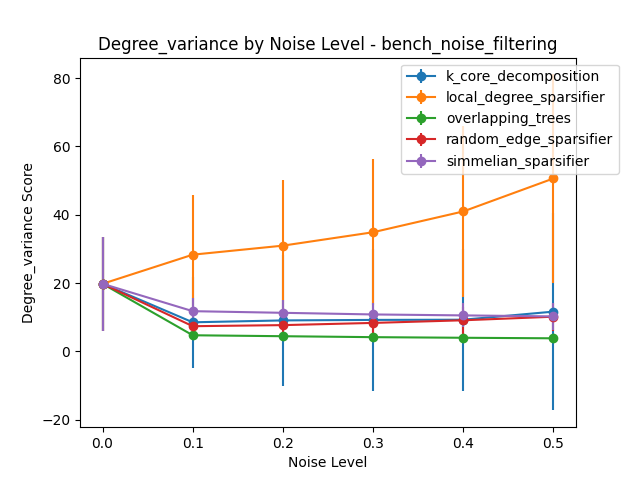 Degree_variance by Noise Level - bench_noise_filtering
k_core_decomposition
local_degree_sparsifier
overlapping_trees
random_edge_sparsifier
simmelian_sparsifier
Degree_variance Score
80
60
40
20
0
−20
0.0 0.1 0.2 0.3 0.4 0.5
Noise Level